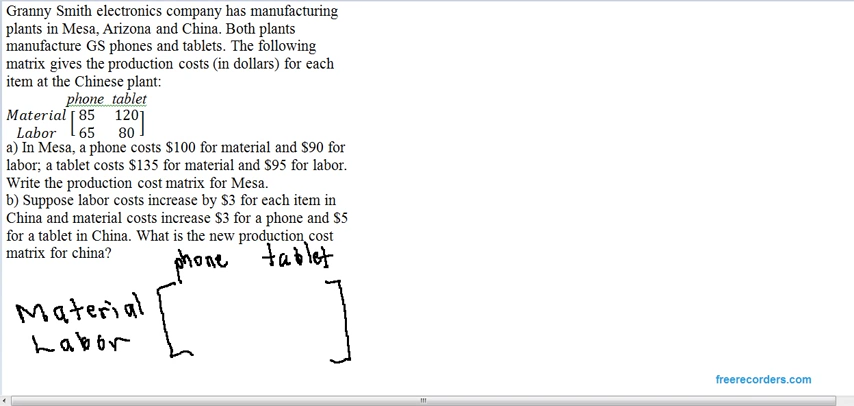 Granny Smith electronics company has manufacturing
plants in Mesa, Arizona and China. Both plants
manufacture GS phones and tablets. The following
matrix gives the production costs (in dollars) for each
item at the Chinese plant:
phone tablet
Material [ 85 120 ]
Labor [ 65 80 ]
a) In Mesa, a phone costs $100 for material and $90 for
labor; a tablet costs $135 for material and $95 for labor.
Write the production cost matrix for Mesa.
b) Suppose labor costs increase by $3 for each item in
China and material costs increase $3 for a phone and $5
for a tablet in China. What is the new production cost
matrix for china?
phone tablet
Material [ ]
Labor
freerecorders.com